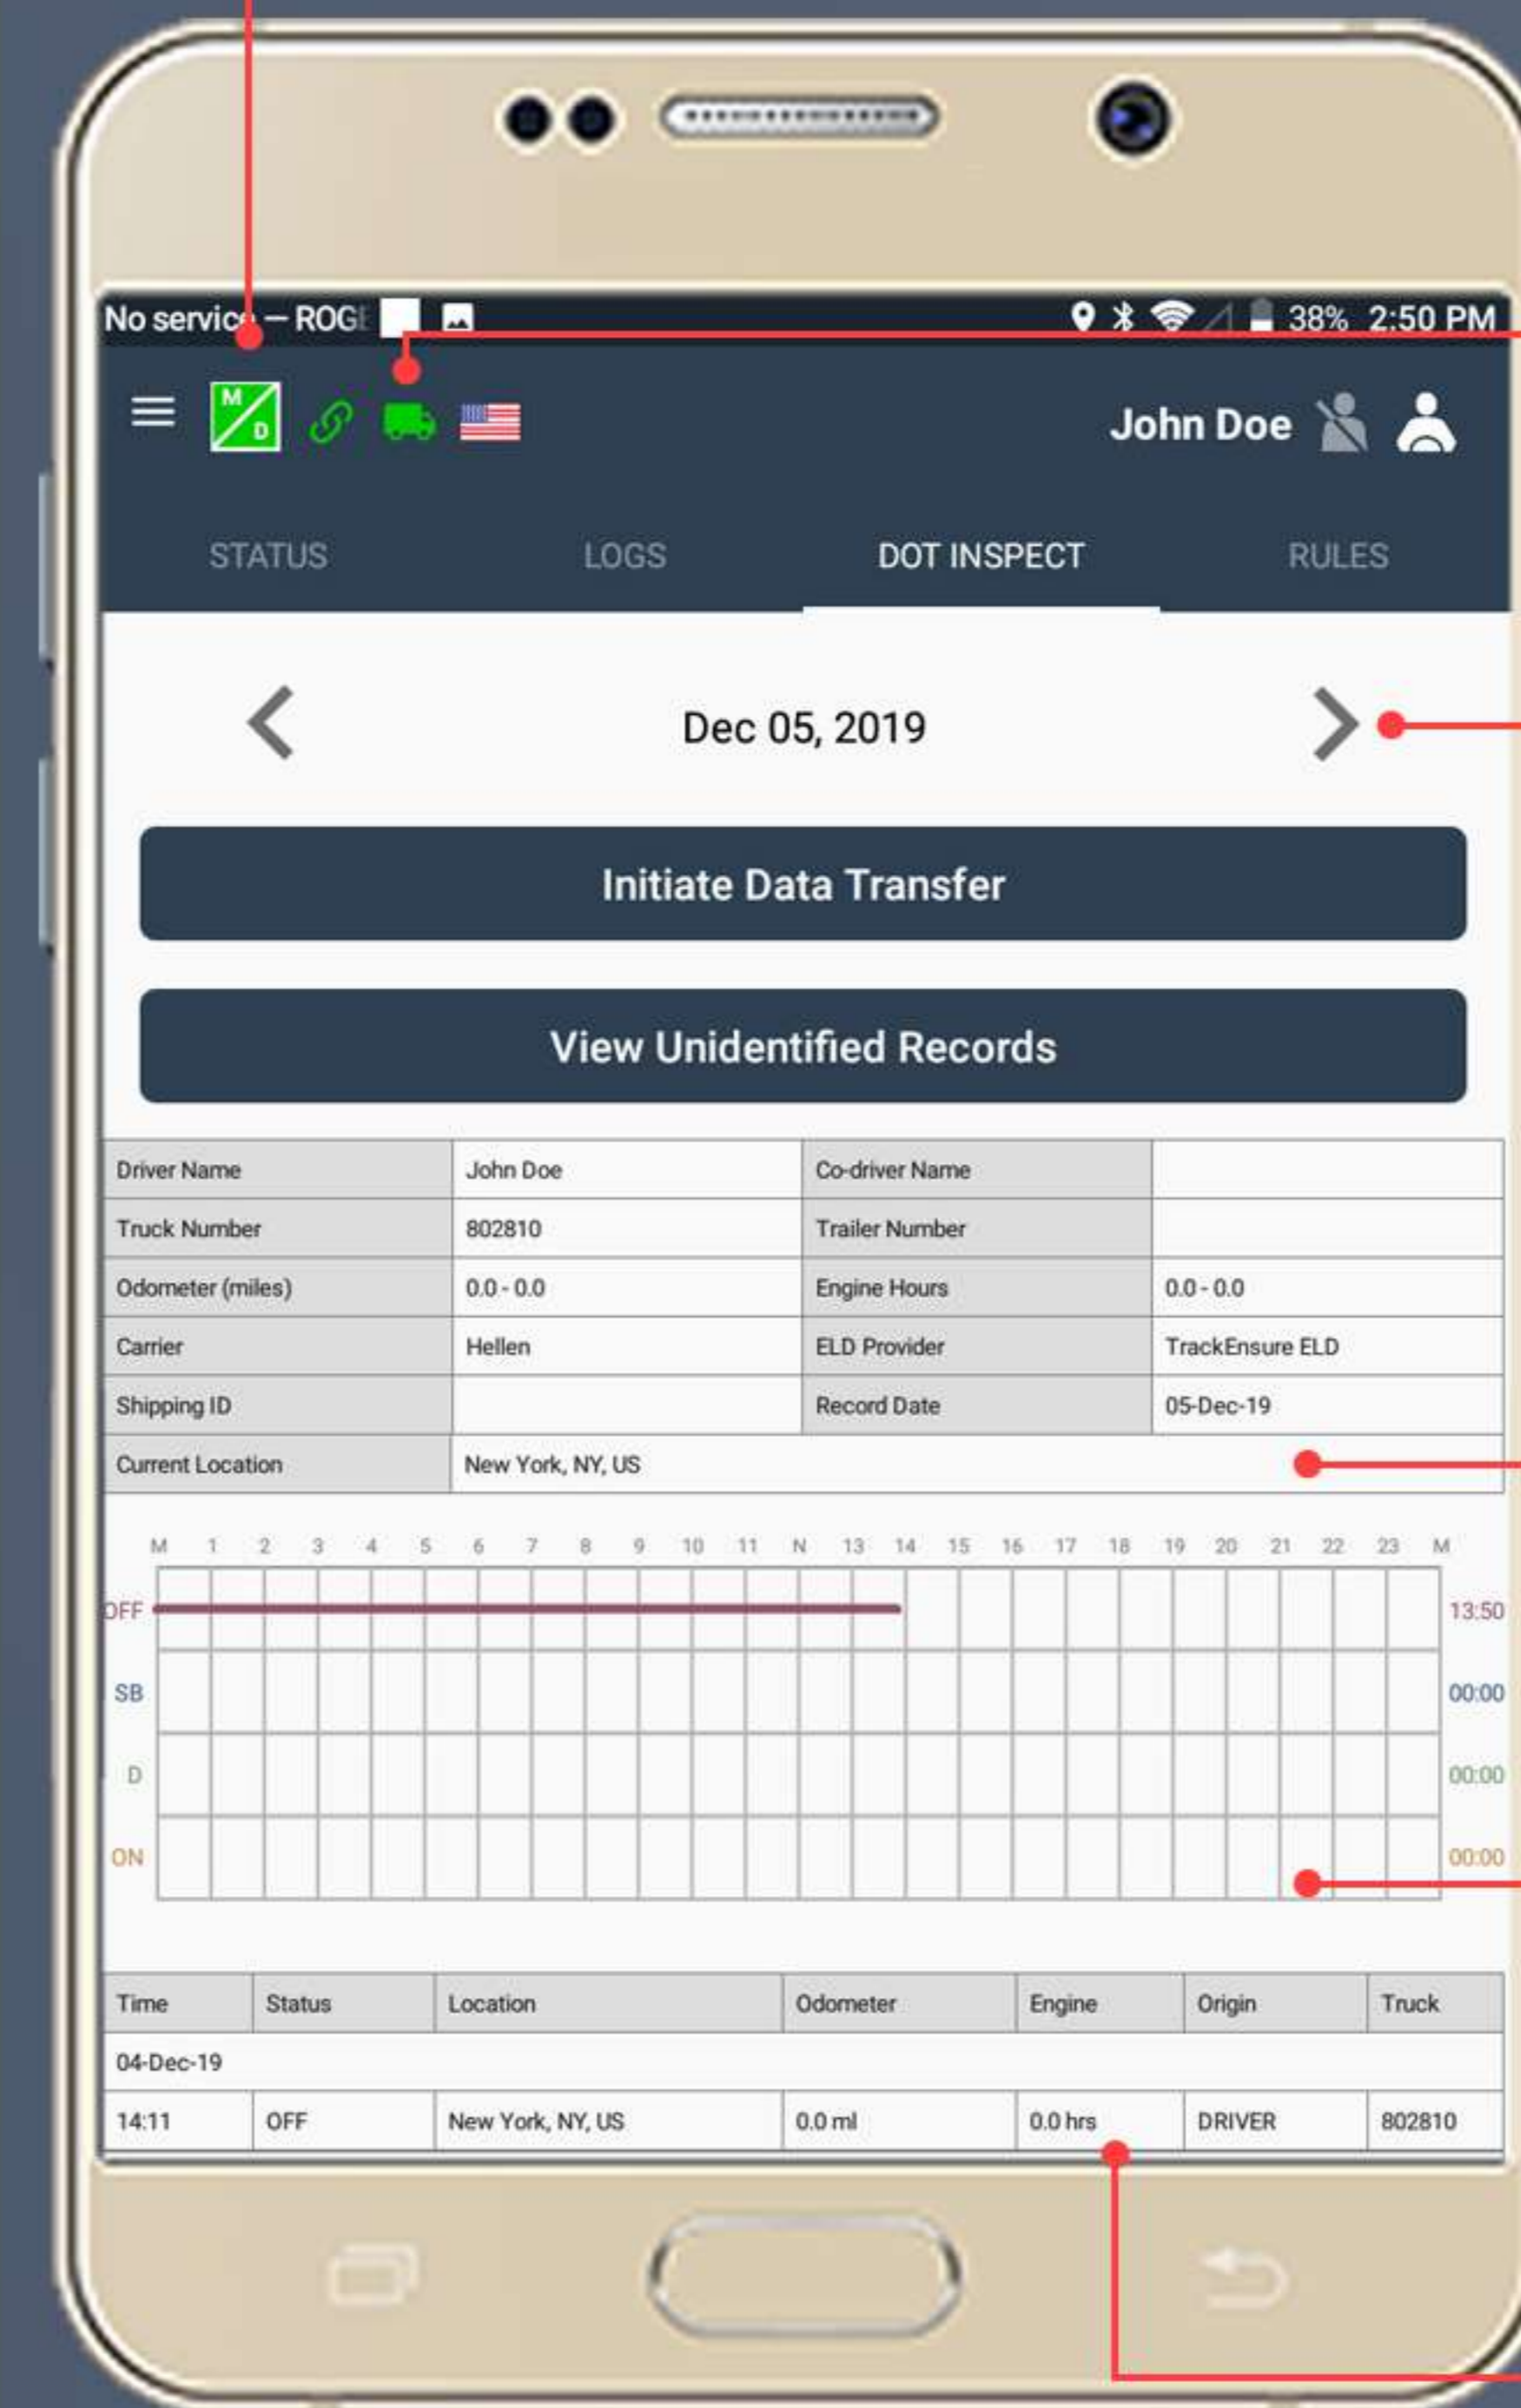 No service — ROG 38% 2:50 PM
M
D
John Doe
STATUS LOGS DOT INSPECT RULES
Dec 05, 2019
Initiate Data Transfer
View Unidentified Records
Driver Name John Doe Co-driver Name
Truck Number 802810 Trailer Number
Odometer (miles) 0.0 - 0.0 Engine Hours 0.0 - 0.0
Carrier Hellen ELD Provider TrackEnsure ELD
Shipping ID Record Date 05-Dec-19
Current Location New York, NY, US
M 1 2 3 4 5 6 7 8 9 10 11 N 13 14 15 16 17 18 19 20 21 22 23 M
OFF 13:50
SB 00:00
D 00:00
ON 00:00
Time Status Location Odometer Engine Origin Truck
04-Dec-19
14:11 OFF New York, NY, US 0.0 ml 0.0 hrs DRIVER 802810